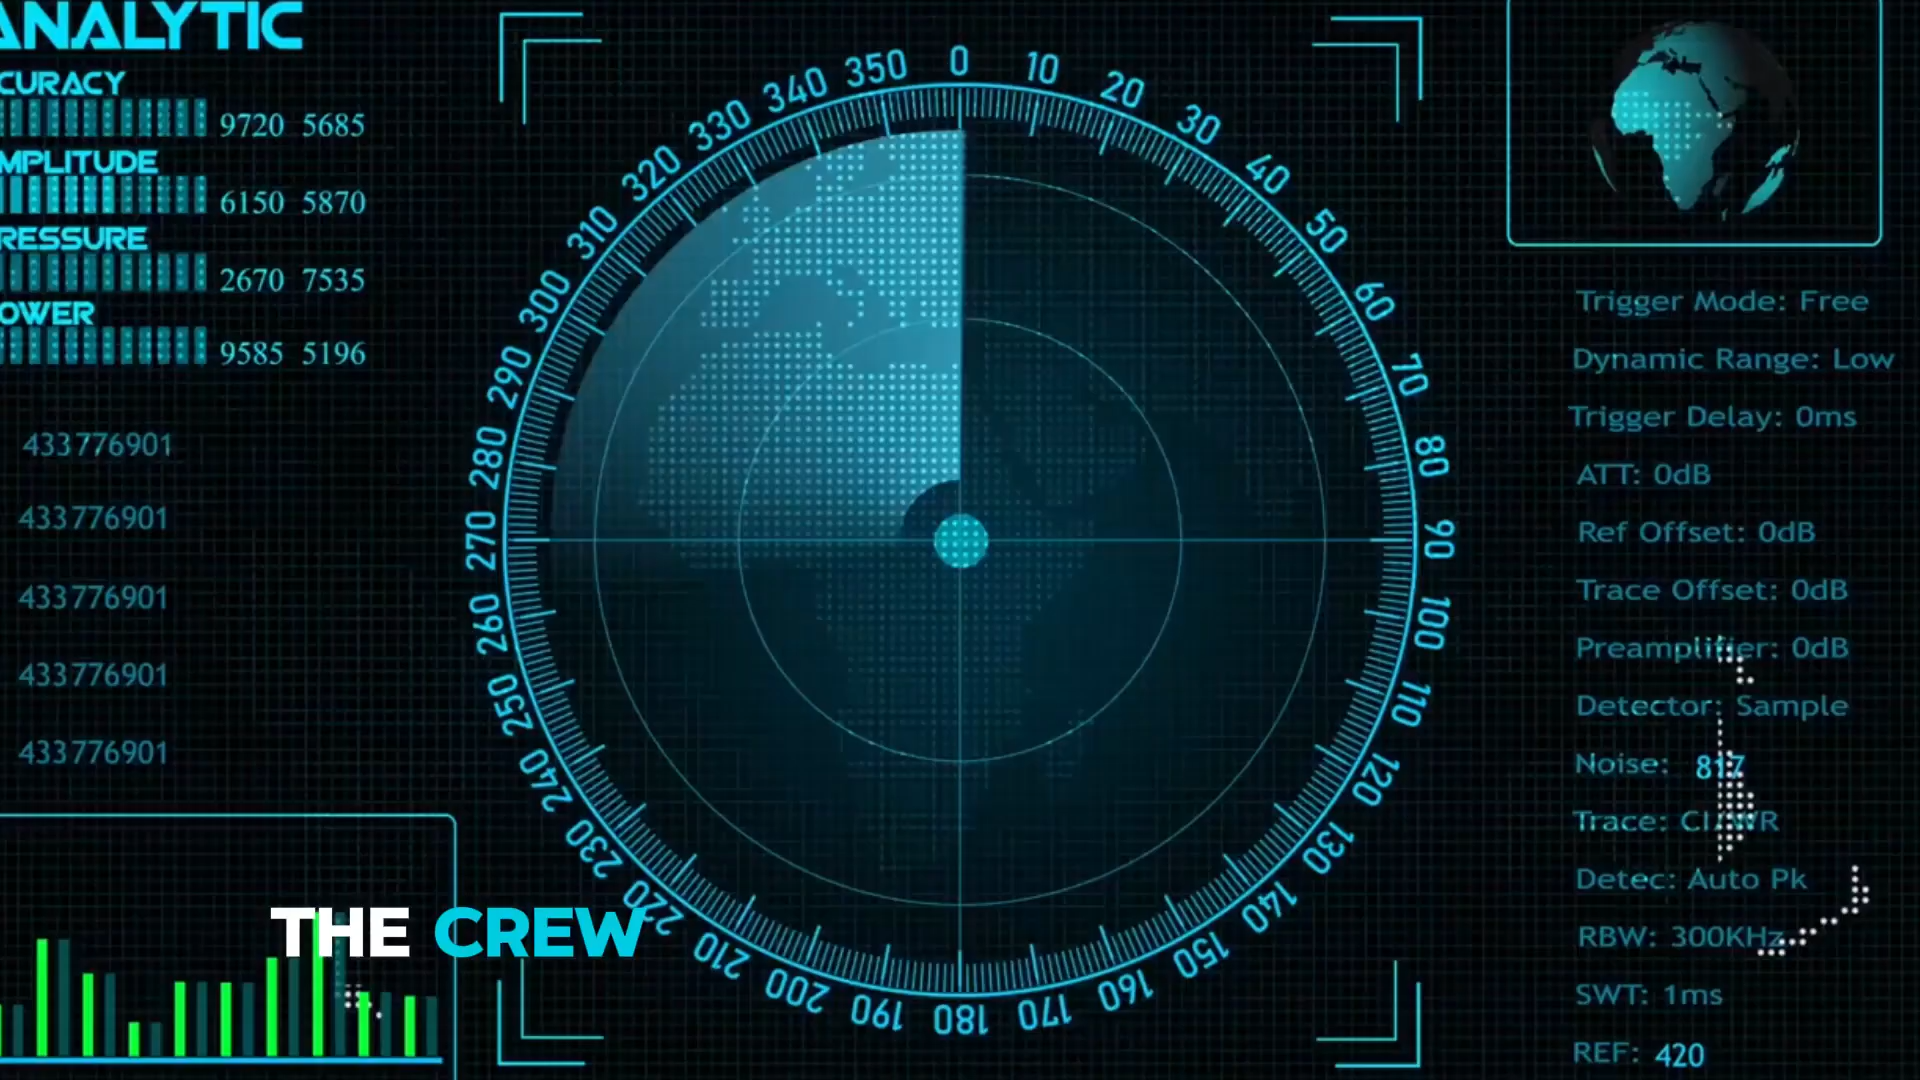 ANALYTIC
CURACY
9720 5685
MPLITUDE
6150 5870
RESSURE
2670 7535
OWER
9585 5196
433776901
433776901
433776901
433776901
433776901
THE CREW
0
10
20
30
40
50
60
70
80
90
100
110
120
130
140
150
160
170
180
190
200
210
220
230
240
250
260
270
280
290
300
310
320
330
340
350
Trigger Mode: Free
Dynamic Range: Low
Trigger Delay: 0ms
ATT: 0dB
Ref Offset: 0dB
Trace Offset: 0dB
Preamplifier: 0dB
Detector: Sample
Noise: 817
Trace: Cl/WR
Detec: Auto Pk
RBW: 300KHz
SWT: 1ms
REF: 420